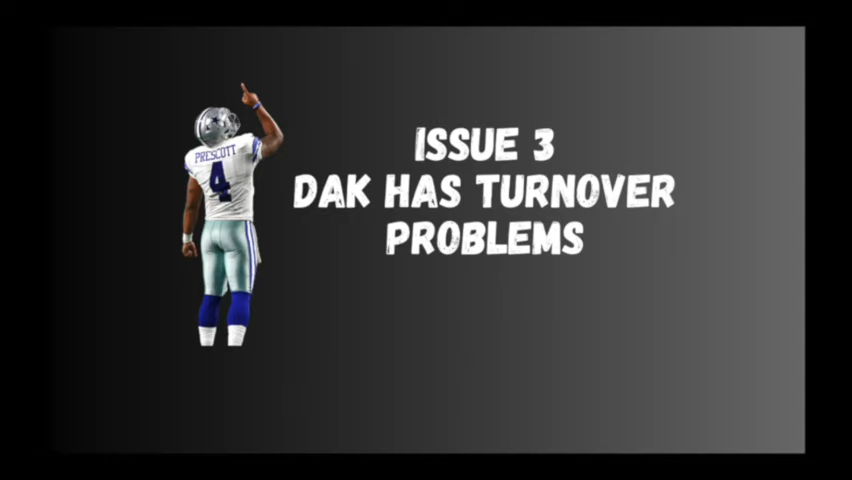 PRESCOTT
4
ISSUE 3
DAK HAS TURNOVER
PROBLEMS